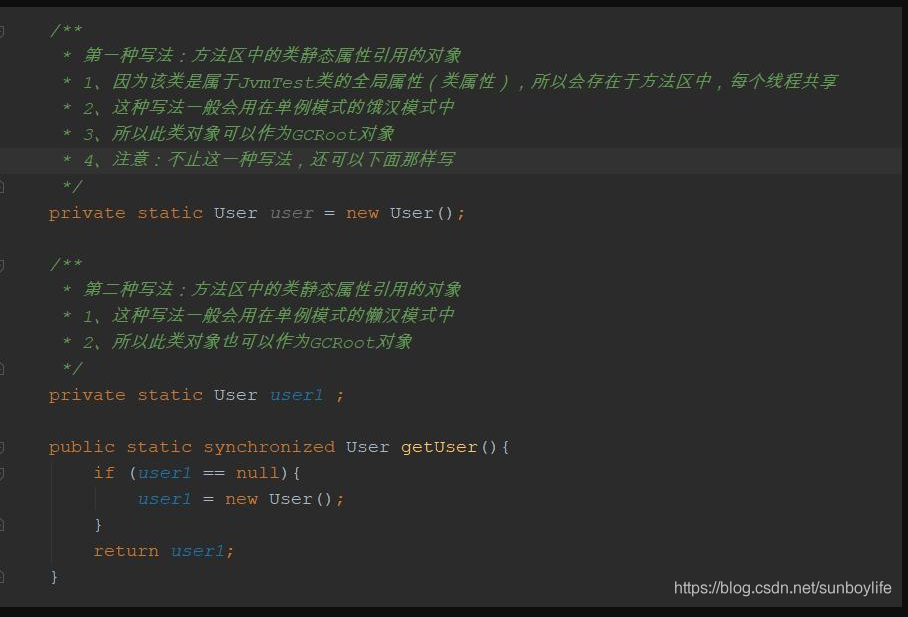 /**
* 第一种写法：方法区中的类静态属性引用的对象
* 1、因为该类是属于JvmTest类的全局属性（类属性），所以会存在于方法区中，每个线程共享
* 2、这种写法一般会用在单例模式的饿汉模式中
* 3、所以此类对象可以作为GCRoot对象
* 4、注意：不止这一种写法，还可以下面那样写
*/
private static User user = new User();
/**
* 第二种写法：方法区中的类静态属性引用的对象
* 1、这种写法一般会用在单例模式的懒汉模式中
* 2、所以此类对象也可以作为GCRoot对象
*/
private static User user1 ;
public static synchronized User getUser(){
if (user1 == null){
user1 = new User();
}
return user1;
}
https://blog.csdn.net/sunboylife